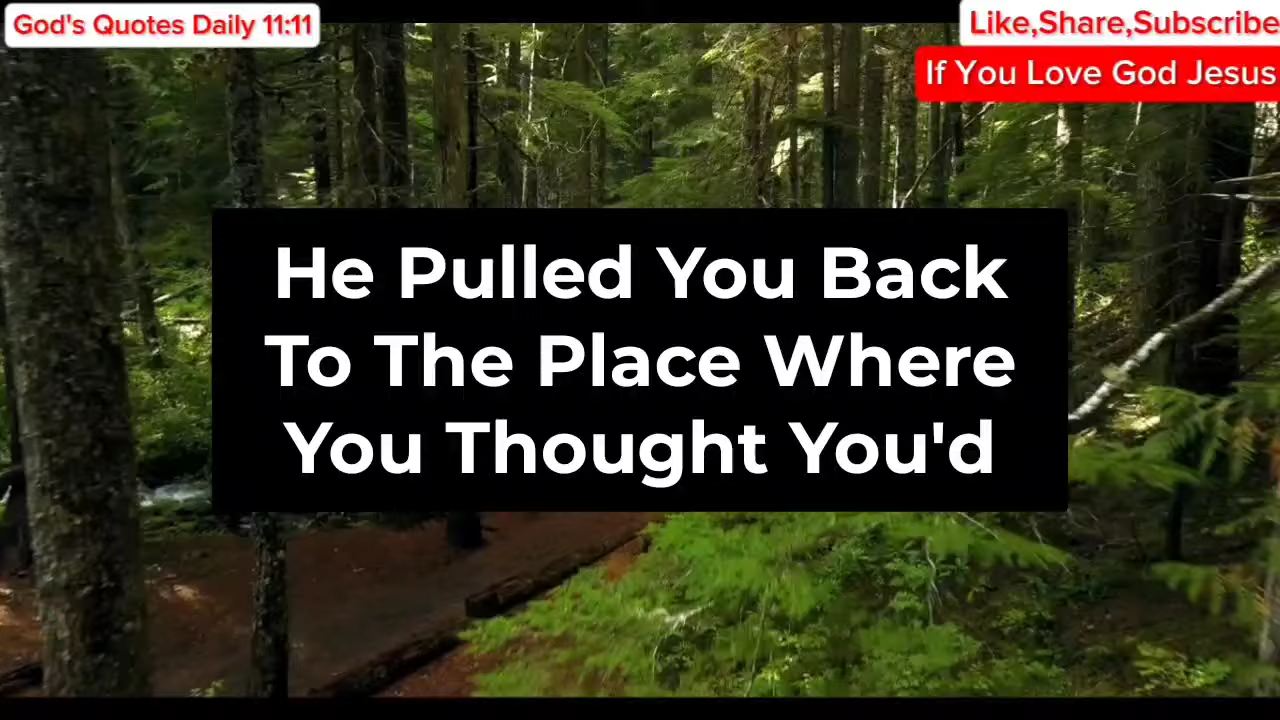 God's Quotes Daily 11:11
Like,Share,Subscribe
If You Love God Jesus
He Pulled You Back
To The Place Where
You Thought You'd